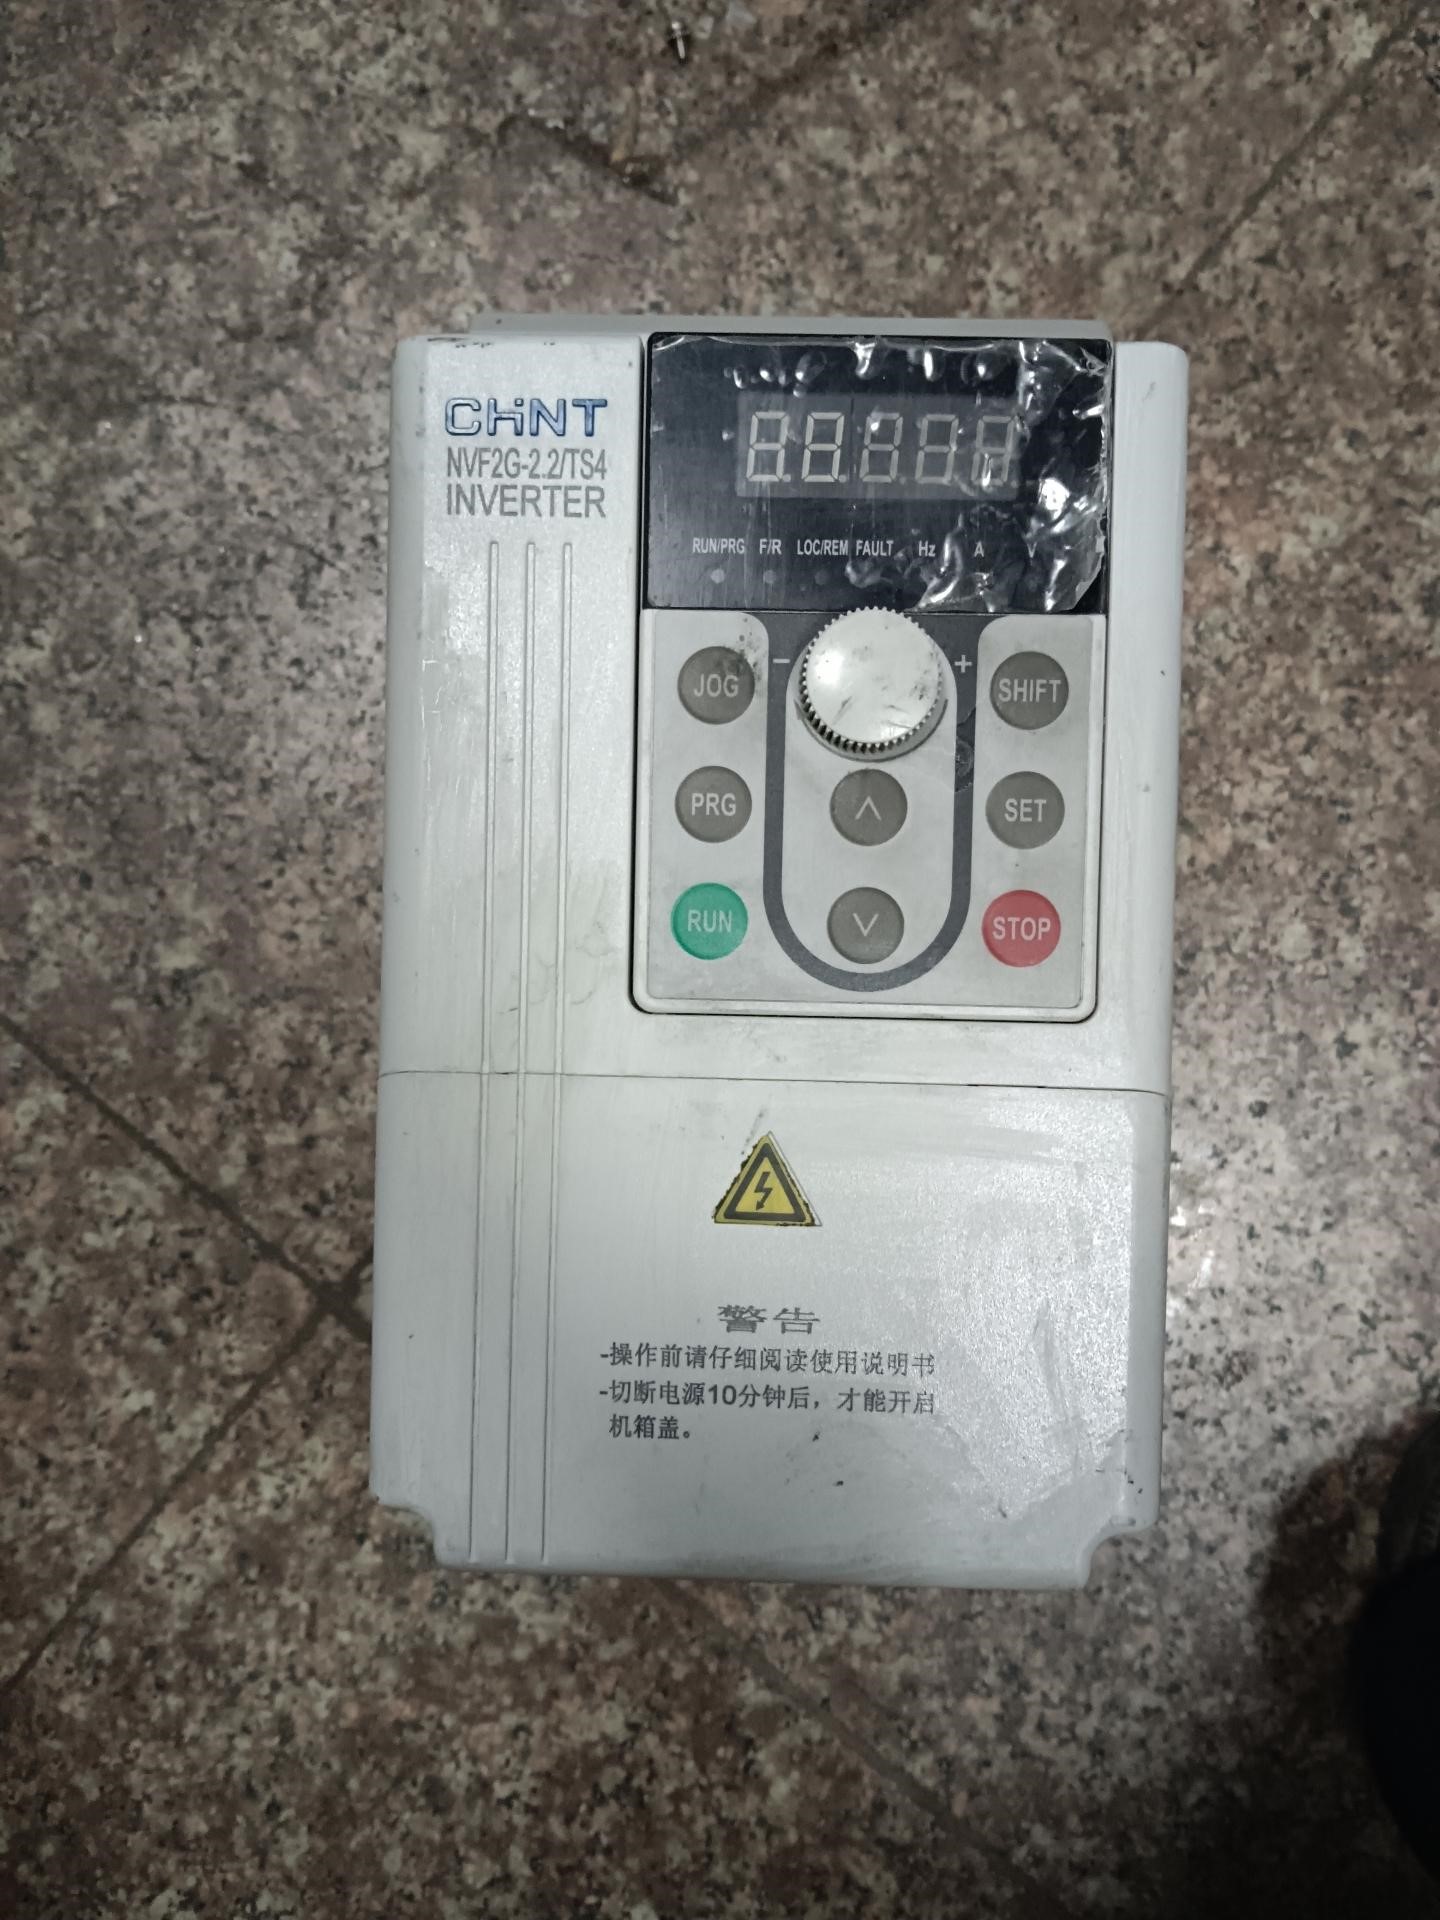 CHNT
NVF2G-2.2/TS4
INVERTER
RUN/PRG F/R LOC/REM FAULT Hz A V
- +
JOG SHIFT
PRG SET
RUN STOP
警告
-操作前请仔细阅读使用说明书
-切断电源10分钟后，才能开启
机箱盖。